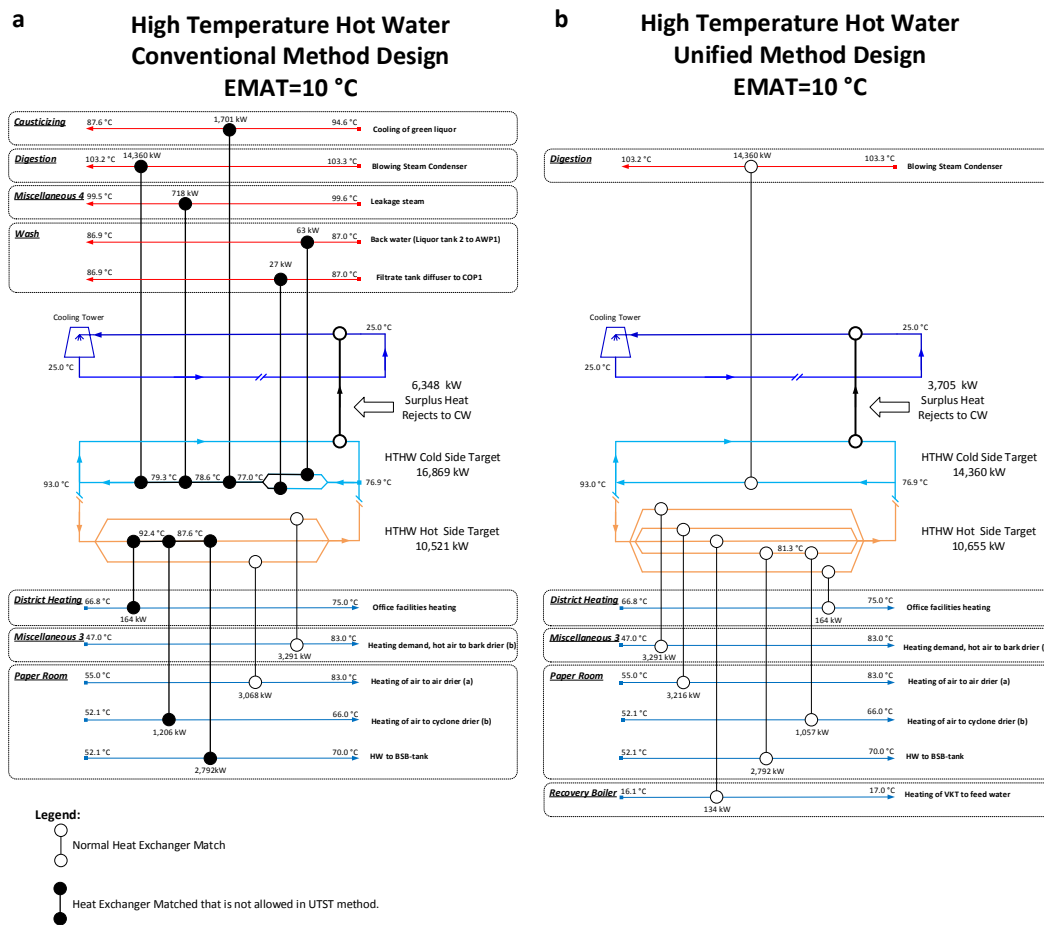 a
High Temperature Hot Water
Conventional Method Design
EMAT=10 °C
Causticizing
87.6 °C
1,701 kW
94.6 °C
Cooling of green liquor
Digestion
103.2 °C
14,360 kW
103.3 °C
Blowing Steam Condenser
Miscellaneous 4
99.5 °C
718 kW
99.6 °C
Leakage steam
Wash
86.9 °C
63 kW
87.0 °C
Back water (Liquor tank 2 to AWP1)
86.9 °C
27 kW
87.0 °C
Filtrate tank diffuser to COP1
Cooling Tower
25.0 °C
25.0 °C
6,348 kW
Surplus Heat
Rejects to CW
HTHW Cold Side Target
16,869 kW
93.0 °C
79.3 °C
78.6 °C
77.0 °C
76.9 °C
HTHW Hot Side Target
10,521 kW
92.4 °C
87.6 °C
District Heating
66.8 °C
75.0 °C
Office facilities heating
164 kW
Miscellaneous 3
47.0 °C
83.0 °C
Heating demand, hot air to bark drier (b)
3,291 kW
Paper Room
55.0 °C
83.0 °C
Heating of air to air drier (a)
3,068 kW
52.1 °C
66.0 °C
Heating of air to cyclone drier (b)
1,206 kW
52.1 °C
70.0 °C
HW to BSB-tank
2,792kW
Legend:
Normal Heat Exchanger Match
Heat Exchanger Matched that is not allowed in UTST method.
b
High Temperature Hot Water
Unified Method Design
EMAT=10 °C
Digestion
103.2 °C
14,360 kW
103.3 °C
Blowing Steam Condenser
Cooling Tower
25.0 °C
25.0 °C
3,705 kW
Surplus Heat
Rejects to CW
HTHW Cold Side Target
14,360 kW
93.0 °C
76.9 °C
HTHW Hot Side Target
10,655 kW
81.3 °C
District Heating
66.8 °C
75.0 °C
Office facilities heating
164 kW
Miscellaneous 3
47.0 °C
83.0 °C
Heating demand, hot air to bark drier (
3,291 kW
Paper Room
55.0 °C
83.0 °C
Heating of air to air drier (a)
3,216 kW
52.1 °C
66.0 °C
Heating of air to cyclone drier (b)
1,057 kW
52.1 °C
70.0 °C
HW to BSB-tank
2,792 kW
Recovery Boiler
16.1 °C
17.0 °C
Heating of VKT to feed water
134 kW